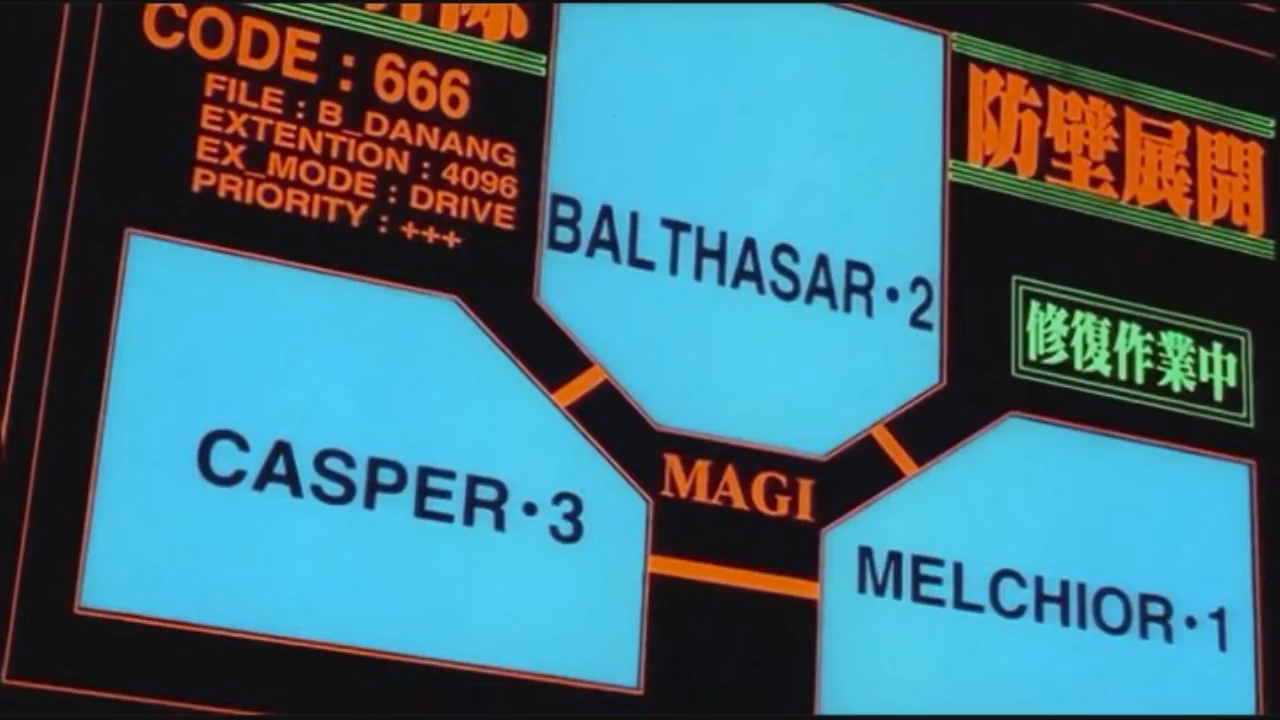 CODE : 666
FILE : B_DANANG
EXTENTION : 4096
EX_MODE : DRIVE
PRIORITY : +++
BALTHASAR・2
防壁展開
修復作業中
CASPER・3
MAGI
MELCHIOR・1